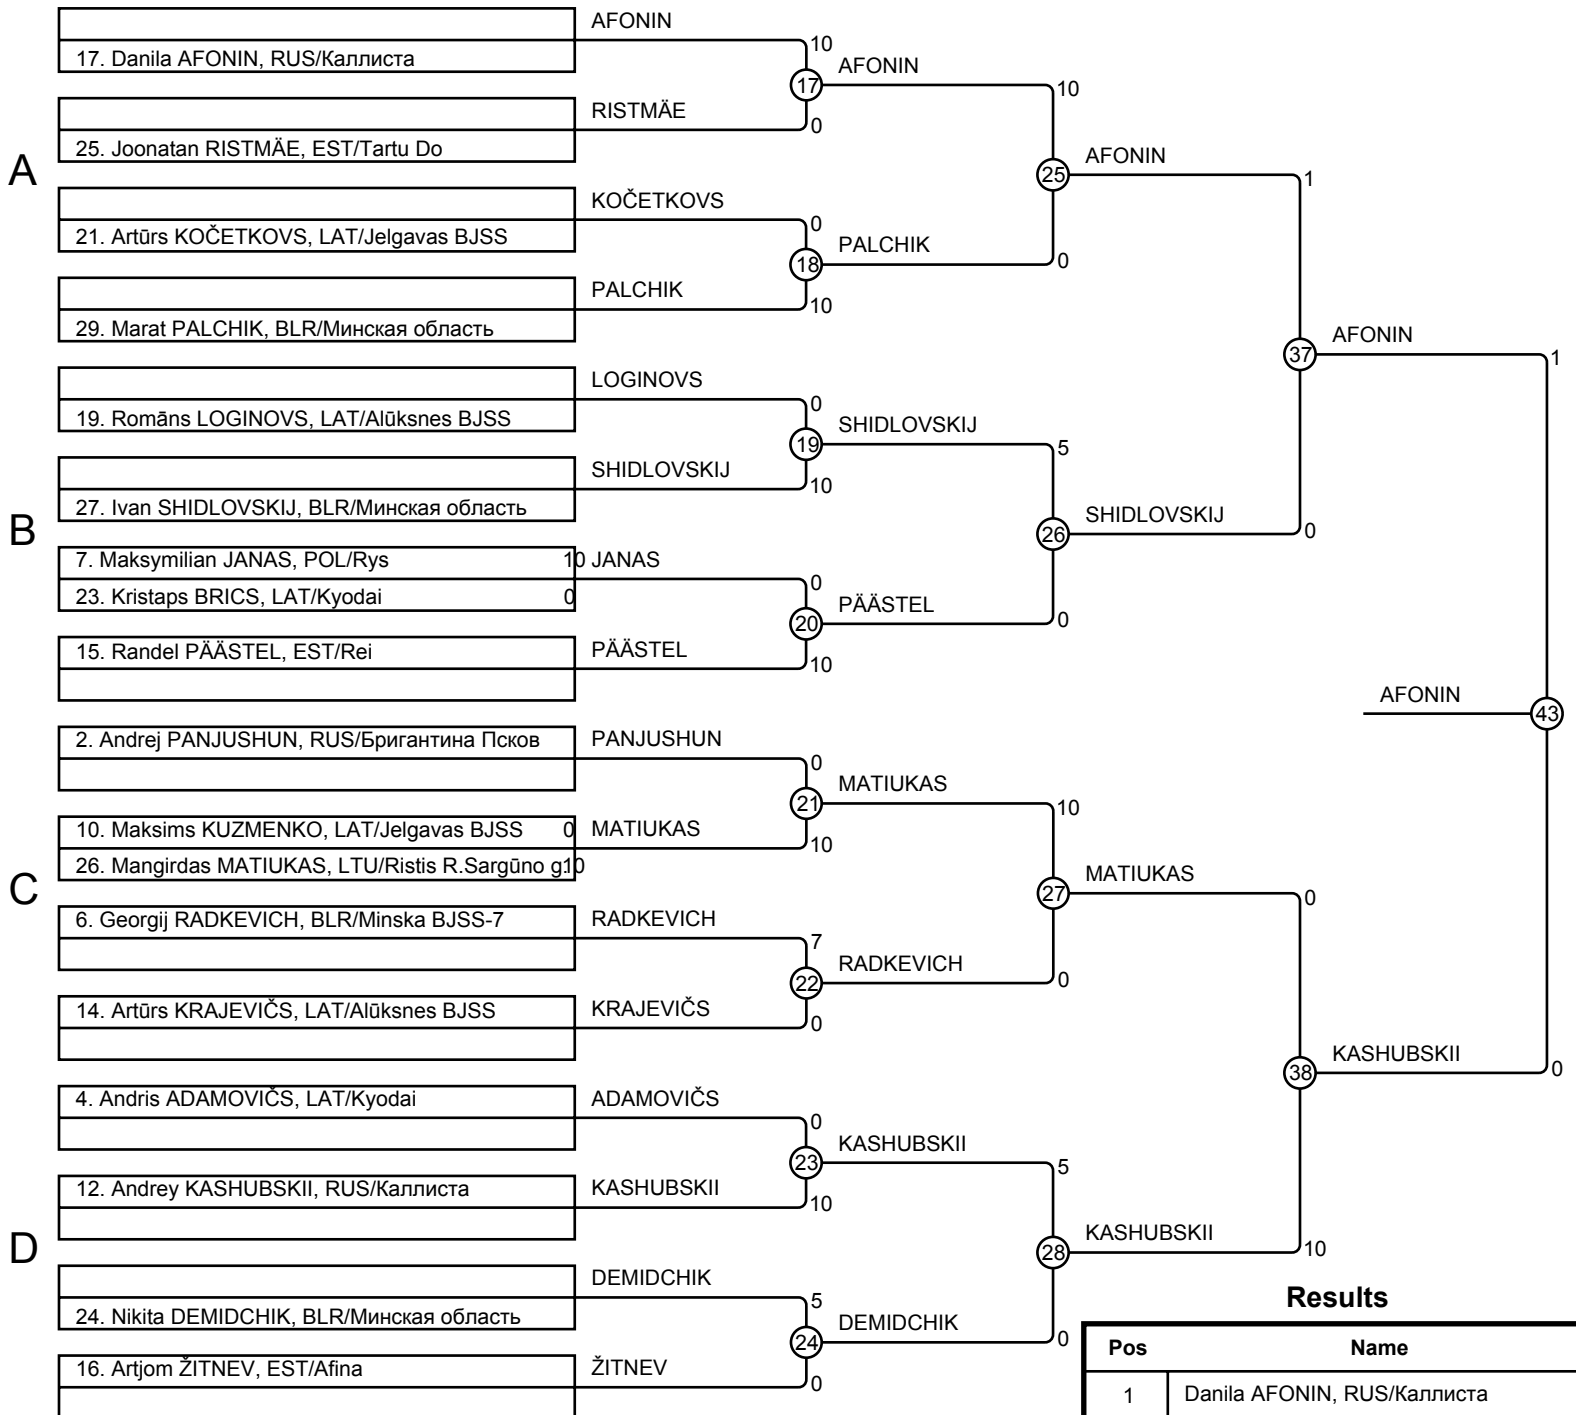 AFONIN
17. Danila AFONIN, RUS/Каллиста
10
17
AFONIN
10
RISTMÄE
0
25. Joonatan RISTMÄE, EST/Tartu Do
A
25
AFONIN
1
KOČETKOVS
21. Artūrs KOČETKOVS, LAT/Jelgavas BJSS
0
18
PALCHIK
0
PALCHIK
10
29. Marat PALCHIK, BLR/Минская область
37
AFONIN
1
LOGINOVS
19. Romāns LOGINOVS, LAT/Alūksnes BJSS
0
19
SHIDLOVSKIJ
5
SHIDLOVSKIJ
10
27. Ivan SHIDLOVSKIJ, BLR/Минская область
B
26
SHIDLOVSKIJ
0
7. Maksymilian JANAS, POL/Rys 10
JANAS
23. Kristaps BRICS, LAT/Kyodai 0
0
20
PÄÄSTEL
0
15. Randel PÄÄSTEL, EST/Rei
PÄÄSTEL
10
AFONIN
43
2. Andrej PANJUSHUN, RUS/Бригантина Псков
PANJUSHUN
0
21
MATIUKAS
10
10. Maksims KUZMENKO, LAT/Jelgavas BJSS 0
MATIUKAS
10
26. Mangirdas MATIUKAS, LTU/Ristis R.Sargūno g10
C
27
MATIUKAS
0
6. Georgij RADKEVICH, BLR/Minska BJSS-7
RADKEVICH
7
22
RADKEVICH
0
14. Artūrs KRAJEVIČS, LAT/Alūksnes BJSS
KRAJEVIČS
0
38
KASHUBSKII
0
4. Andris ADAMOVIČS, LAT/Kyodai
ADAMOVIČS
0
23
KASHUBSKII
5
12. Andrey KASHUBSKII, RUS/Каллиста
KASHUBSKII
10
D
28
KASHUBSKII
10
DEMIDCHIK
24. Nikita DEMIDCHIK, BLR/Минская область
5
24
DEMIDCHIK
0
16. Artjom ŽITNEV, EST/Afina
ŽITNEV
0
Results
Pos Name
1 Danila AFONIN, RUS/Каллиста